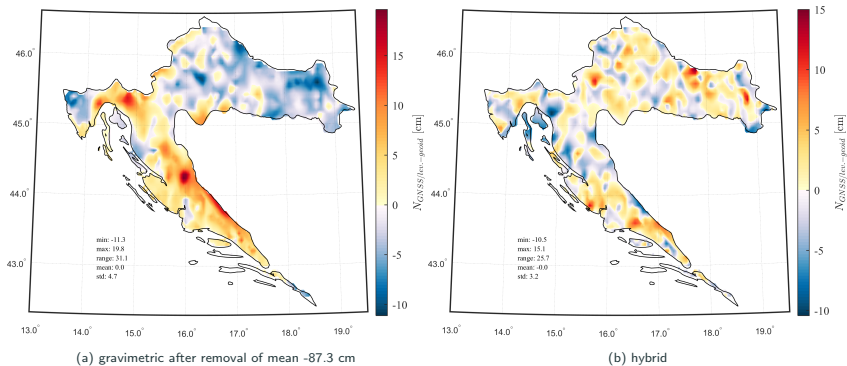 46.0°
45.0°
44.0°
43.0°
13.0°
14.0°
15.0°
16.0°
17.0°
18.0°
19.0°
min: -11.3
max: 19.8
range: 31.1
mean: 0.0
std: 4.7
15
10
5
0
-5
-10
N_{GNSS/lev.-geoid} [cm]
(a) gravimetric after removal of mean -87.3 cm
46.0°
45.0°
44.0°
43.0°
13.0°
14.0°
15.0°
16.0°
17.0°
18.0°
19.0°
min: -10.5
max: 15.1
range: 25.7
mean: -0.0
std: 3.2
15
10
5
0
-5
-10
N_{GNSS/lev.-geoid} [cm]
(b) hybrid